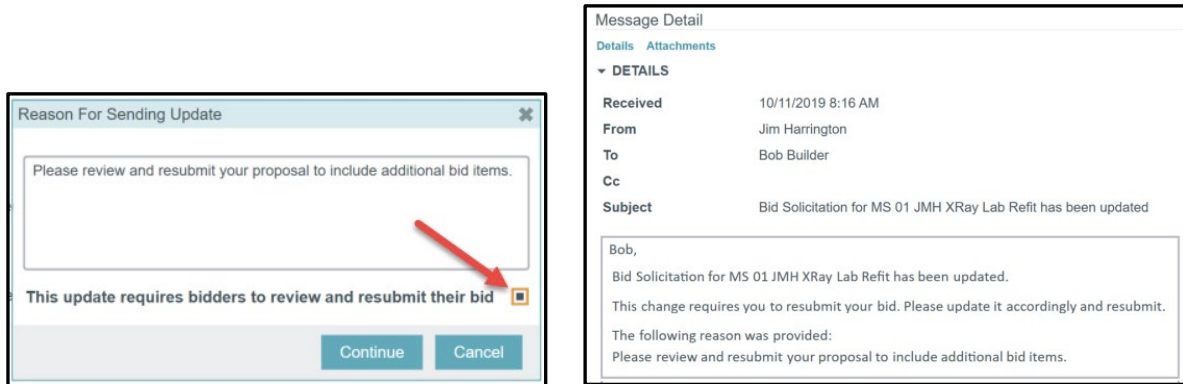 Reason For Sending Update
Please review and resubmit your proposal to include additional bid items.
This update requires bidders to review and resubmit their bid
Continue Cancel
Message Detail
Details Attachments
DETAILS
Received 10/11/2019 8:16 AM
From Jim Harrington
To Bob Builder
Cc
Subject Bid Solicitation for MS 01 JMH XRay Lab Refit has been updated
Bob,
Bid Solicitation for MS 01 JMH XRay Lab Refit has been updated.
This change requires you to resubmit your bid. Please update it accordingly and resubmit.
The following reason was provided:
Please review and resubmit your proposal to include additional bid items.